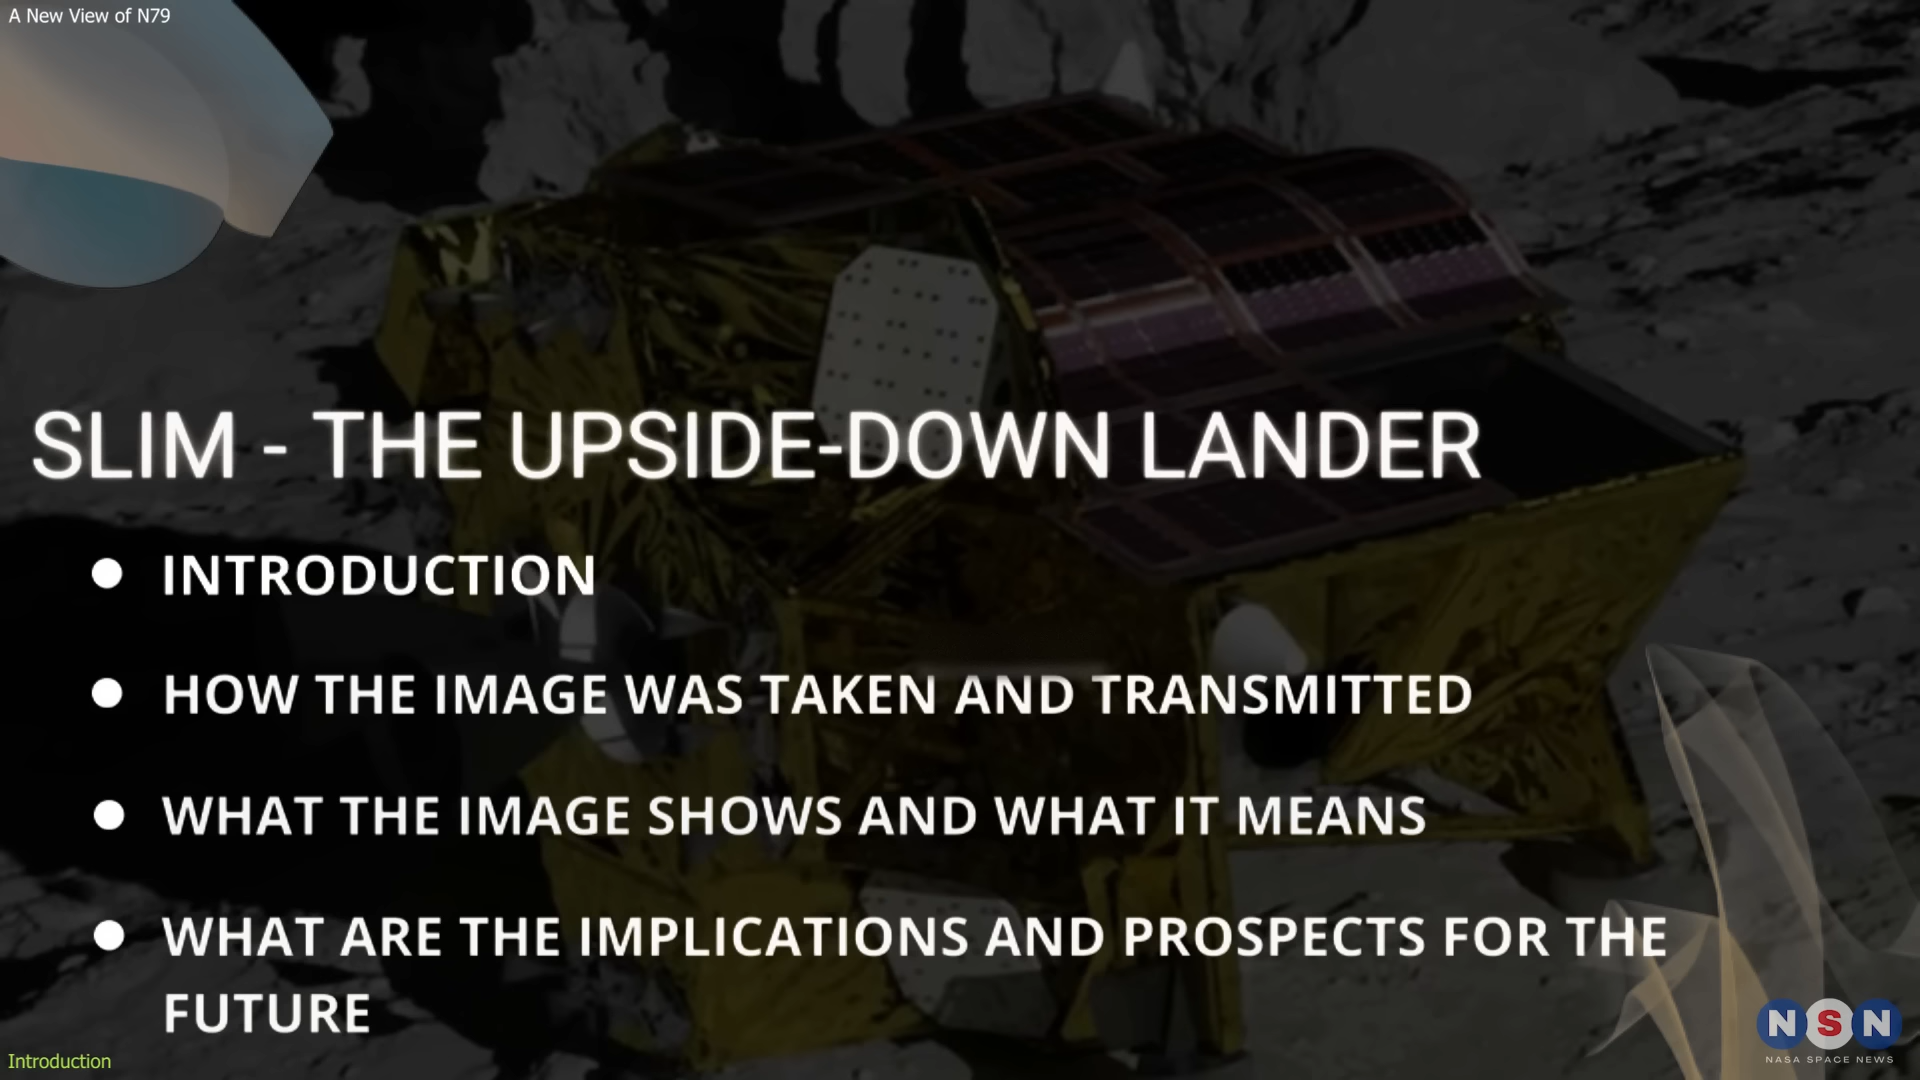 A New View of N79
SLIM - THE UPSIDE-DOWN LANDER
INTRODUCTION
HOW THE IMAGE WAS TAKEN AND TRANSMITTED
WHAT THE IMAGE SHOWS AND WHAT IT MEANS
WHAT ARE THE IMPLICATIONS AND PROSPECTS FOR THE
FUTURE
NSN
NASA SPACE NEWS
Introduction